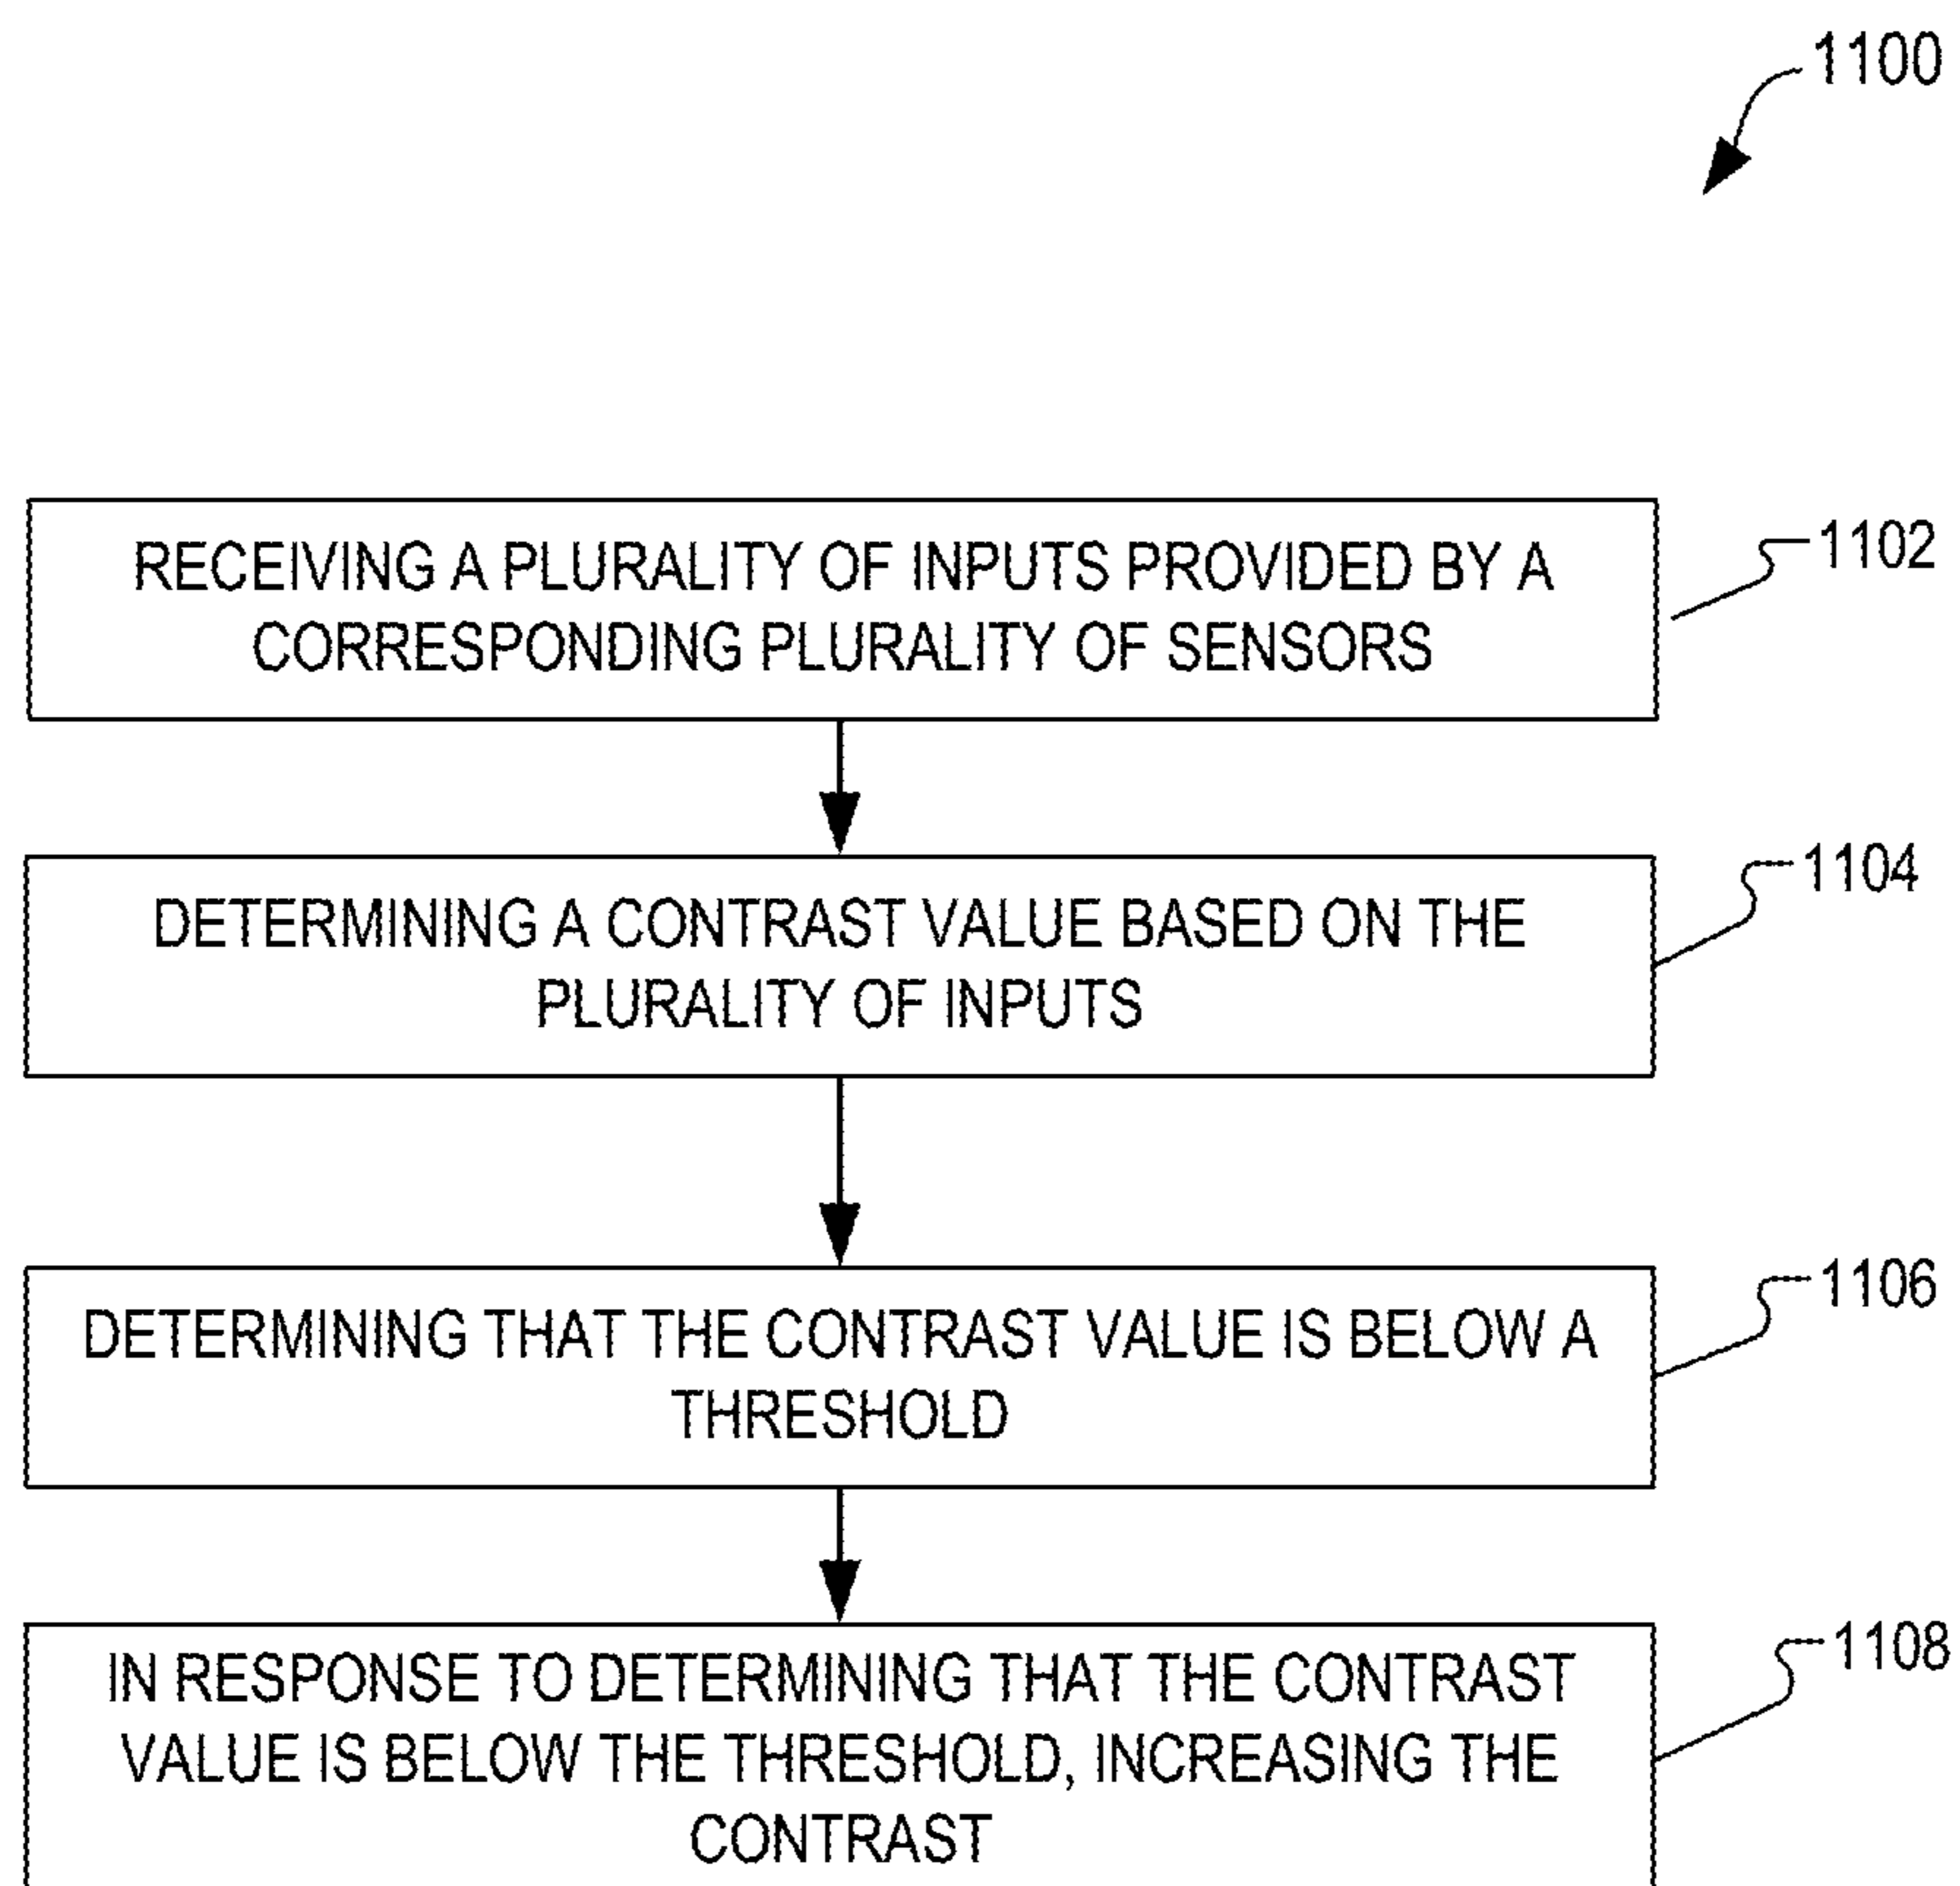 1100
RECEIVING A PLURALITY OF INPUTS PROVIDED BY A
CORRESPONDING PLURALITY OF SENSORS
1102
DETERMINING A CONTRAST VALUE BASED ON THE
PLURALITY OF INPUTS
1104
DETERMINING THAT THE CONTRAST VALUE IS BELOW A
THRESHOLD
1106
IN RESPONSE TO DETERMINING THAT THE CONTRAST
VALUE IS BELOW THE THRESHOLD, INCREASING THE
CONTRAST
1108